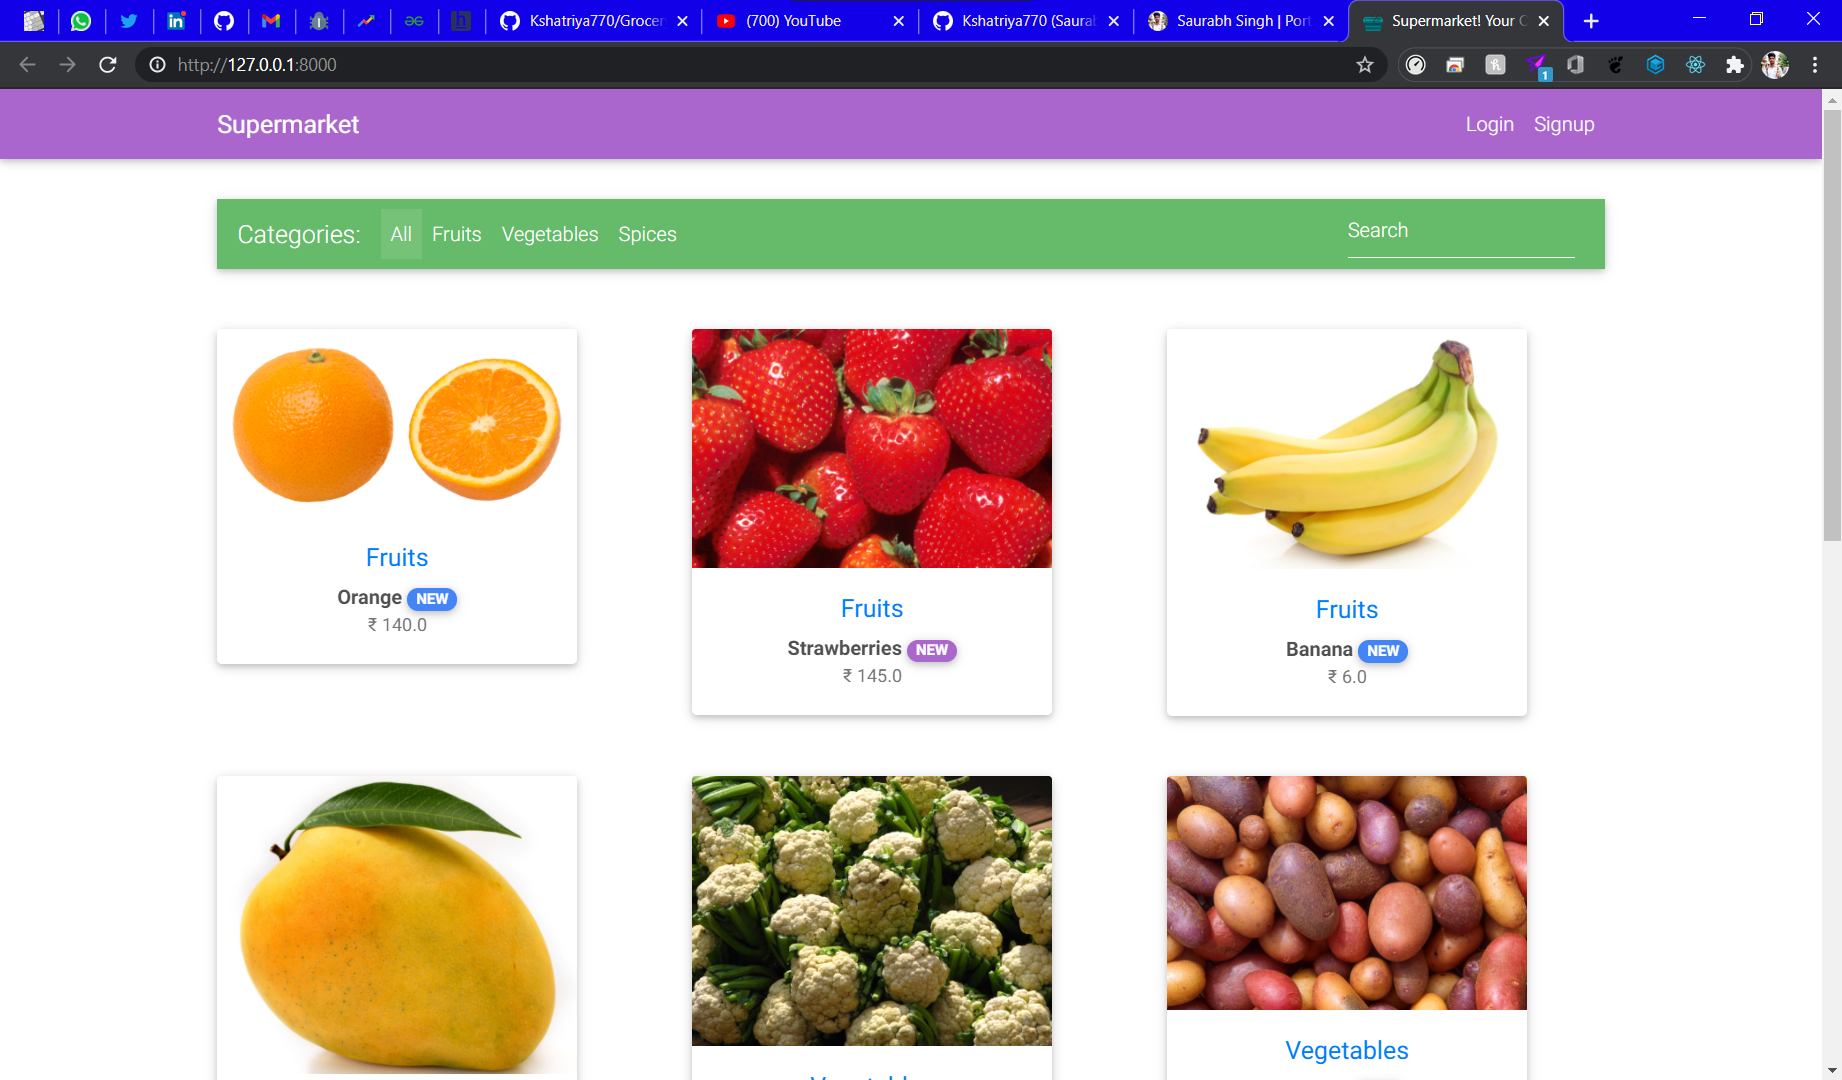 Kshatriya770/Grocer
(700) YouTube
Kshatriya770 (Saurab
Saurabh Singh | Port
Supermarket! Your C
http://127.0.0.1:8000
1
Supermarket
Login Signup
Categories: All Fruits Vegetables Spices
Search
Fruits
Orange NEW
₹ 140.0
Fruits
Strawberries NEW
₹ 145.0
Fruits
Banana NEW
₹ 6.0
Vegetables